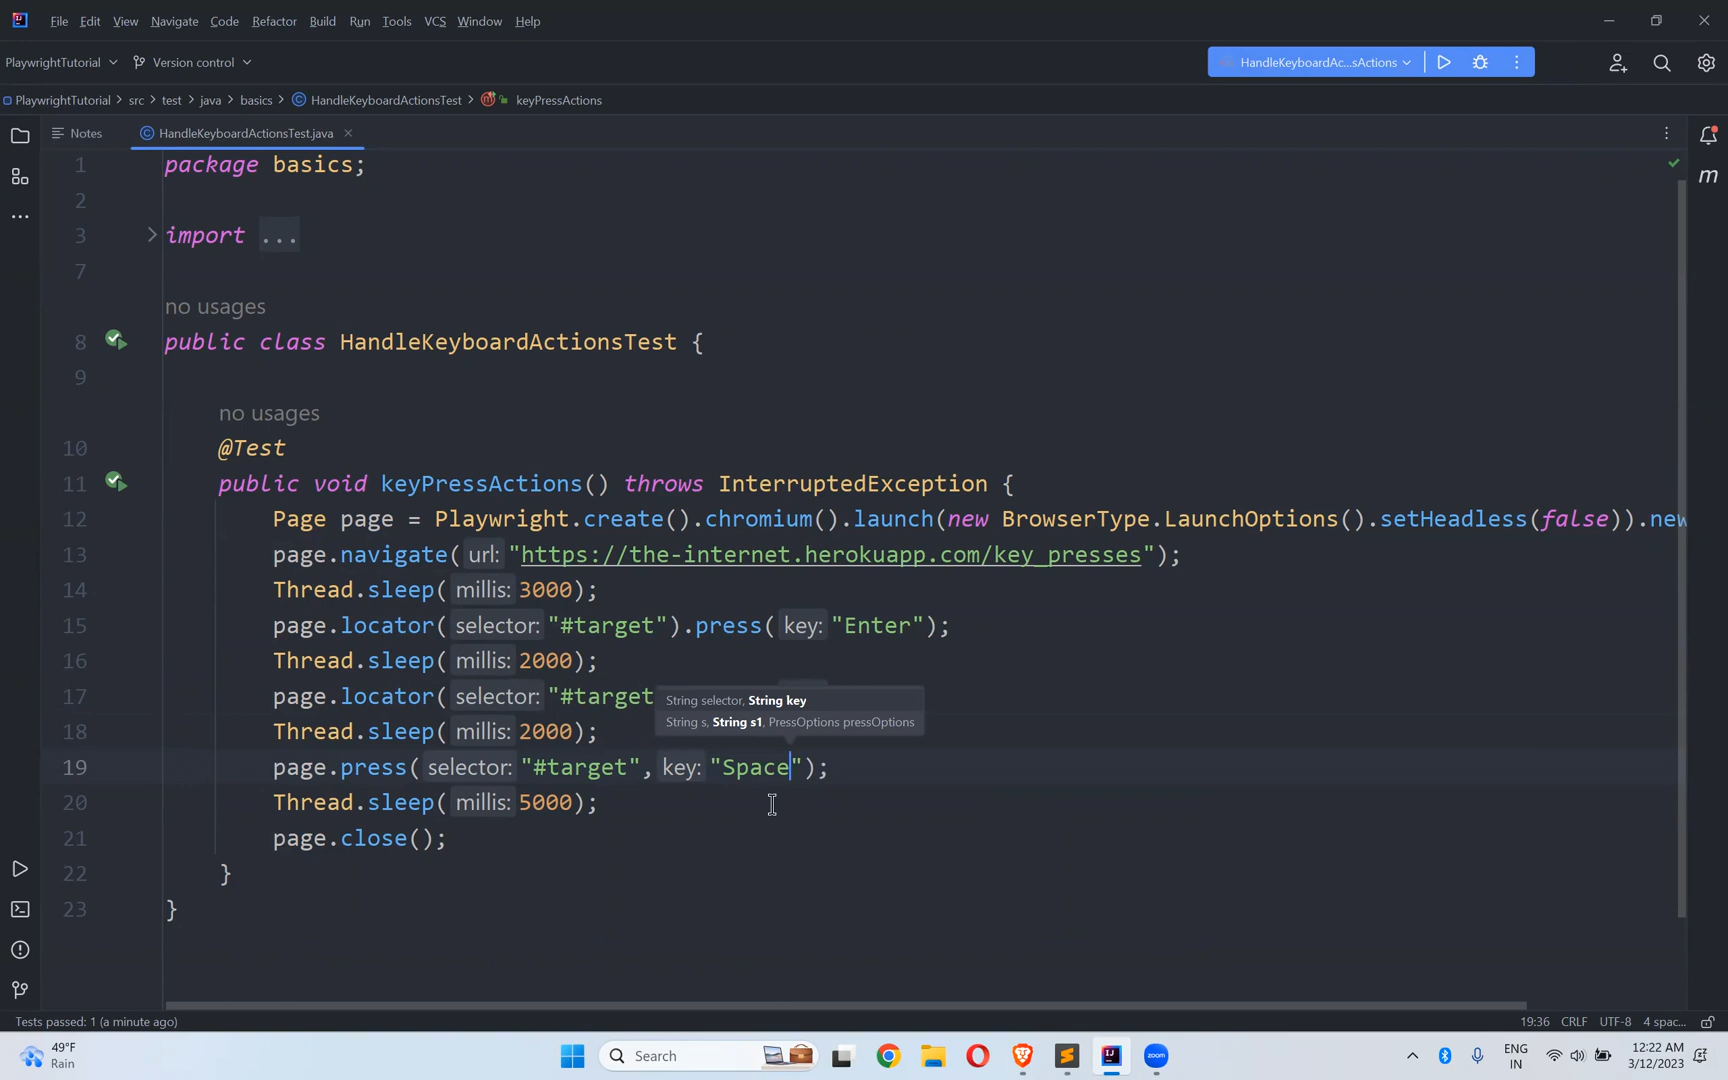 File Edit View Navigate Code Refactor Build Run Tools VCS Window Help
PlaywrightTutorial Version control HandleKeyboardAc...sActions
PlaywrightTutorial > src > test > java > basics > HandleKeyboardActionsTest > keyPressActions
Notes HandleKeyboardActionsTest.java
1 package basics;
2
3 import ...
7
no usages
8 public class HandleKeyboardActionsTest {
9
no usages
10 @Test
11 public void keyPressActions() throws InterruptedException {
12 Page page = Playwright.create().chromium().launch(new BrowserType.LaunchOptions().setHeadless(false)).new
13 page.navigate( url: "https://the-internet.herokuapp.com/key_presses");
14 Thread.sleep( millis: 3000);
15 page.locator( selector: "#target").press( key: "Enter");
16 Thread.sleep( millis: 2000);
17 page.locator( selector: "#target
String selector, String key
String s, String s1, PressOptions pressOptions
18 Thread.sleep( millis: 2000);
19 page.press( selector: "#target", key: "Space");
20 Thread.sleep( millis: 5000);
21 page.close();
22 }
23 }
Tests passed: 1 (a minute ago) 19:36 CRLF UTF-8 4 spac...
49°F
Rain
Search
zoom
ENG
IN
12:22 AM
3/12/2023